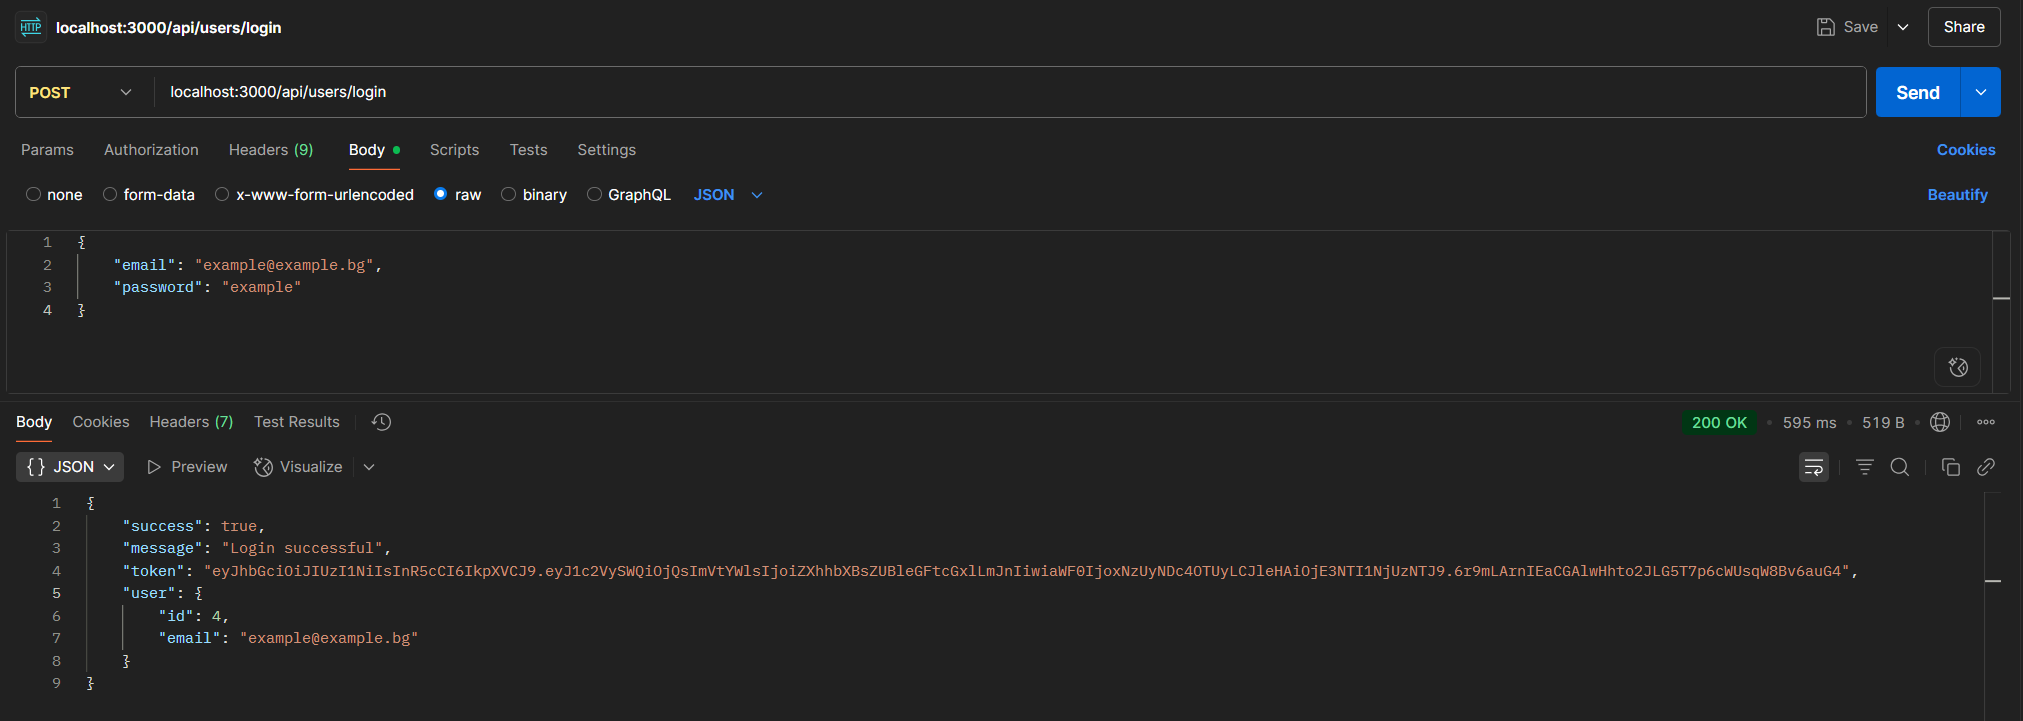 HTTP localhost:3000/api/users/login Save Share
POST localhost:3000/api/users/login Send
Params Authorization Headers (9) Body Scripts Tests Settings Cookies
none form-data x-www-form-urlencoded raw binary GraphQL JSON Beautify
1 {
2 "email": "example@example.bg",
3 "password": "example"
4 }
Body Cookies Headers (7) Test Results 200 OK • 595 ms • 519 B •
{} JSON Preview Visualize
1 {
2 "success": true,
3 "message": "Login successful",
4 "token": "eyJhbGciOiJIUzI1NiIsInR5cCI6IkpXVCJ9.eyJ1c2VySWQiOjQsImVtYWlsIjoiZXhhbXBsZUBleGFtcGxlLmJnIiwiaWF0IjoxNzUyNDc4OTUyLCJleHAiOjE3NTI1NjUzNTJ9.6r9mLArnIEaCGAlwHhto2JLG5T7p6cWUsqW8Bv6auG4",
5 "user": {
6 "id": 4,
7 "email": "example@example.bg"
8 }
9 }